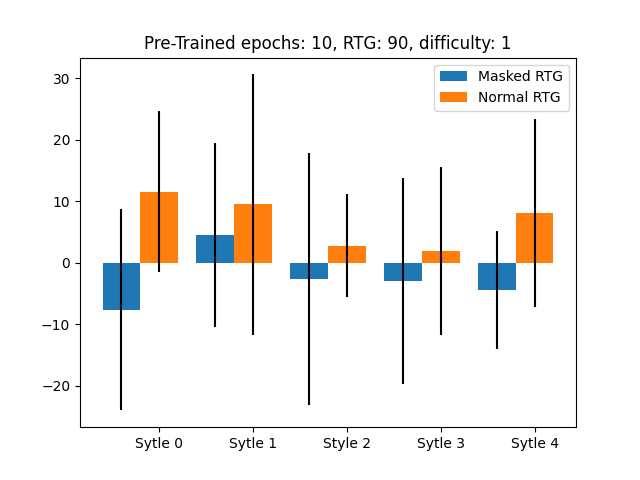 Pre-Trained epochs: 10, RTG: 90, difficulty: 1
Masked RTG
Normal RTG
30
20
10
0
−10
−20
Sytle 0
Sytle 1
Style 2
Sytle 3
Sytle 4